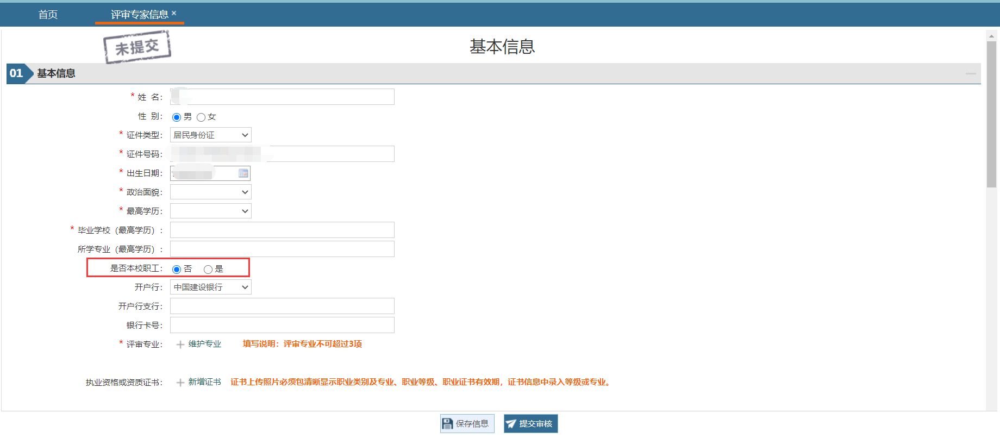 首页
评审专家信息 ×
未提交
基本信息
01 基本信息
* 姓 名：
性 别： 男 女
* 证件类型： 居民身份证
* 证件号码：
* 出生日期：
* 政治面貌：
* 最高学历：
* 毕业学校（最高学历）：
所学专业（最高学历）：
是否本校职工： 否 是
开户行： 中国建设银行
开户行支行：
银行卡号：
* 评审专业： 维护专业 填写说明：评审专业不可超过3项
执业资格或资质证书： 新增证书 证书上传照片必须包清晰显示职业类别及专业、职业等级、职业证书有效期，证书信息中录入等级或专业。
保存信息 提交审核